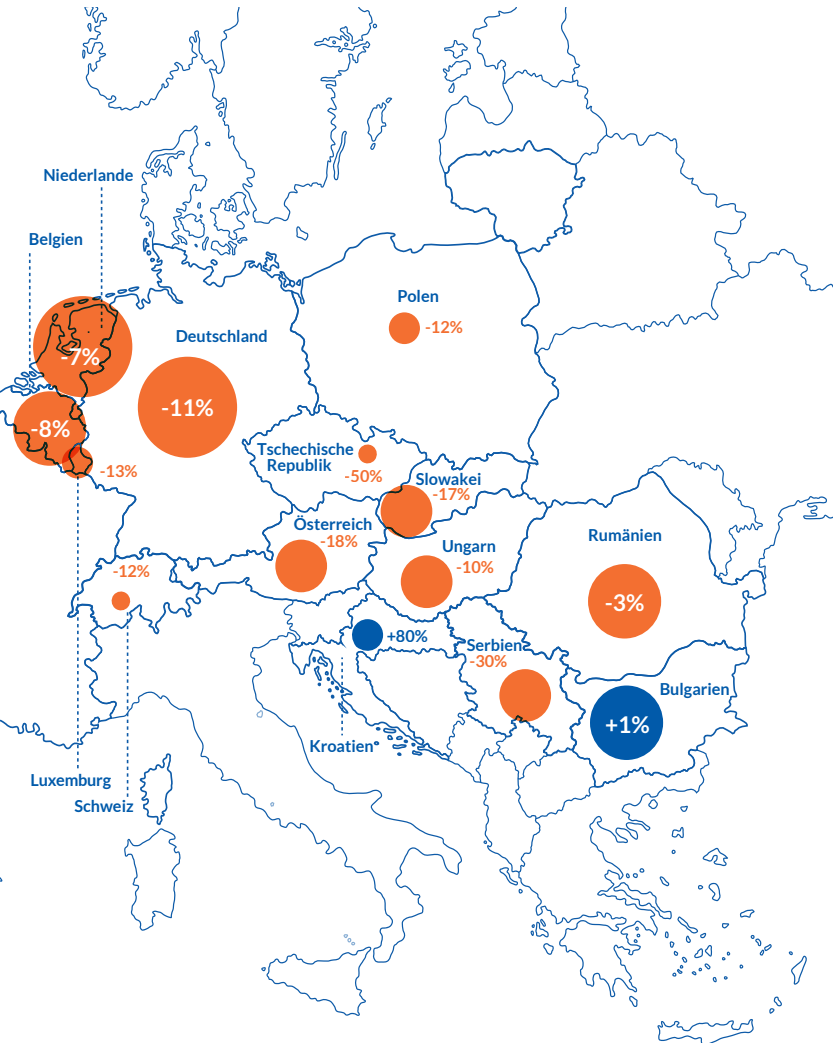 Niederlande
Belgien
Polen
-12%
Deutschland
-7%
-11%
-8%
-13%
Tschechische
Republik
-50%
Slowakei
-17%
Österreich
-18%
Rumänien
Ungarn
-10%
-12%
-3%
+80%
Serbien
-30%
Bulgarien
+1%
Kroatien
Luxemburg
Schweiz